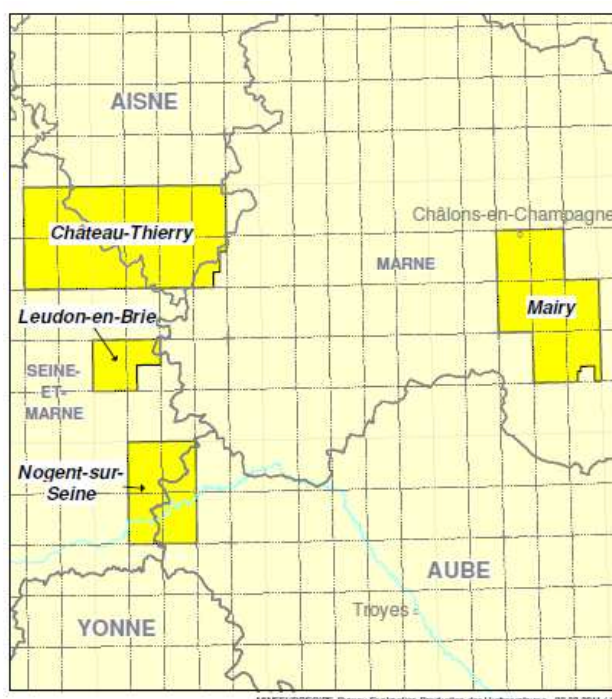 AISNE
Château-Thierry
Châlons-en-Champagne
MARNE
Mairy
Leudon-en-Brie
SEINE-
ET-
MARNE
Nogent-sur-
Seine
AUBE
Troyes
YONNE